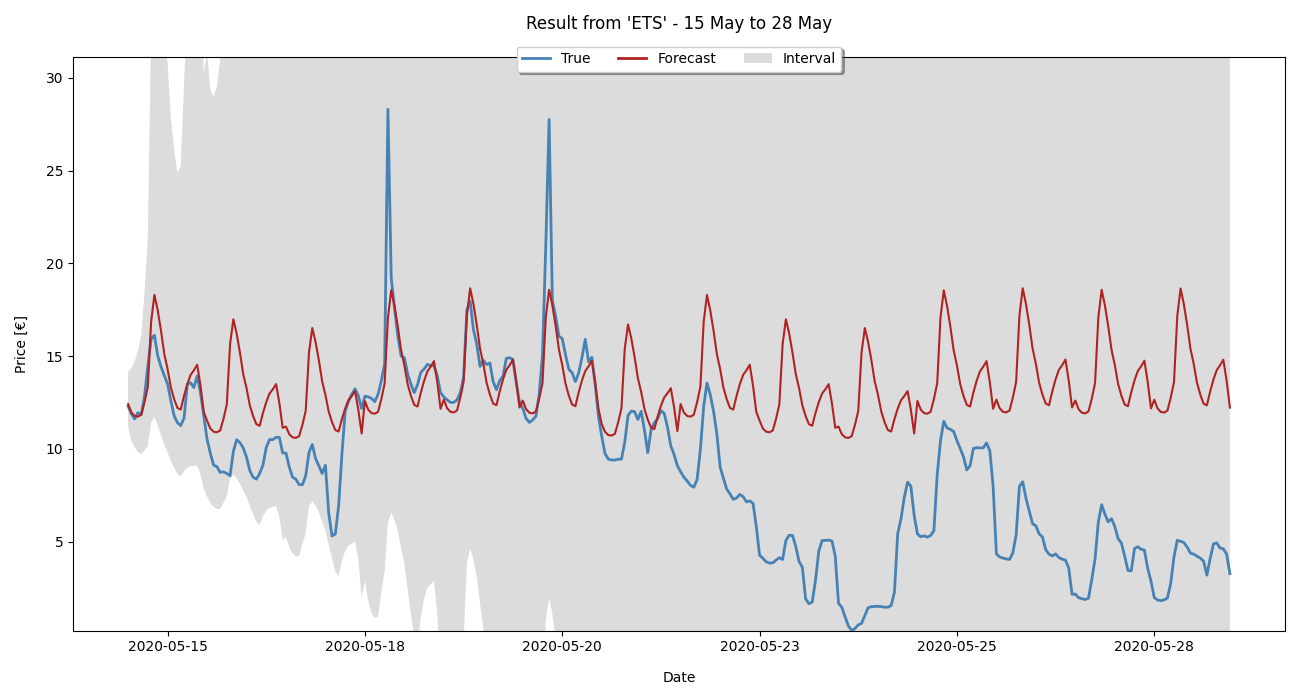 Result from 'ETS' - 15 May to 28 May
True Forecast Interval
30
25
20
15
10
5
Price [€]
2020-05-15 2020-05-18 2020-05-20 2020-05-23 2020-05-25 2020-05-28
Date